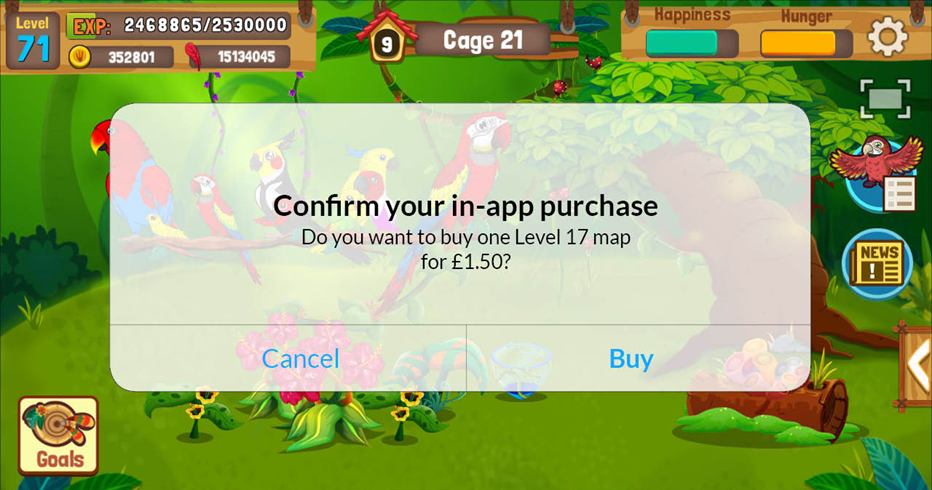 Level
71
EXP: 2468865/2530000
352801
15134045
9
Cage 21
Happiness
Hunger
Confirm your in-app purchase
Do you want to buy one Level 17 map
for £1.50?
Cancel
Buy
NEWS
!
Goals